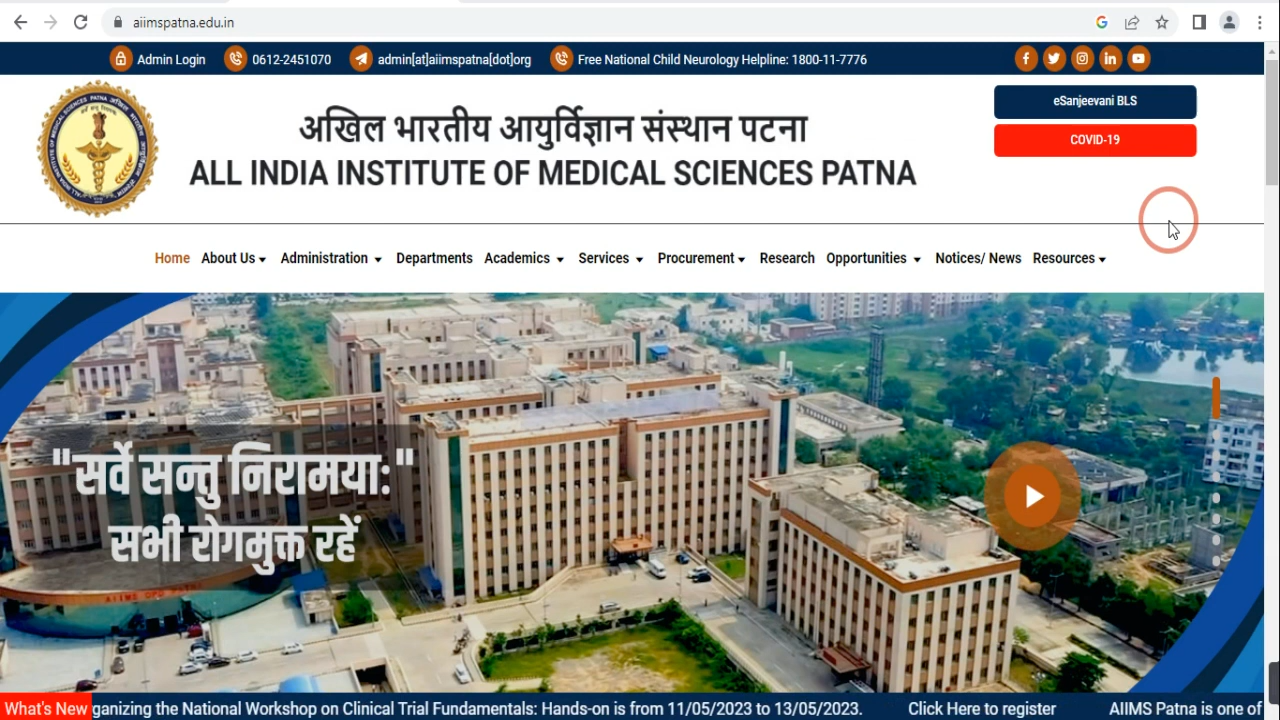 aiimspatna.edu.in
Admin Login 0612-2451070 admin[at]aiimspatna[dot]org Free National Child Neurology Helpline: 1800-11-7776
अखिल भारतीय आयुर्विज्ञान संस्थान पटना
ALL INDIA INSTITUTE OF MEDICAL SCIENCES PATNA
eSanjeevani BLS
COVID-19
Home About Us Administration Departments Academics Services Procurement Research Opportunities Notices/ News Resources
"सर्वे सन्तु निरामया:"
सभी रोगमुक्त रहें
AIIMS OPD PATNA
What's New ganizing the National Workshop on Clinical Trial Fundamentals: Hands-on is from 11/05/2023 to 13/05/2023. Click Here to register AIIMS Patna is one of